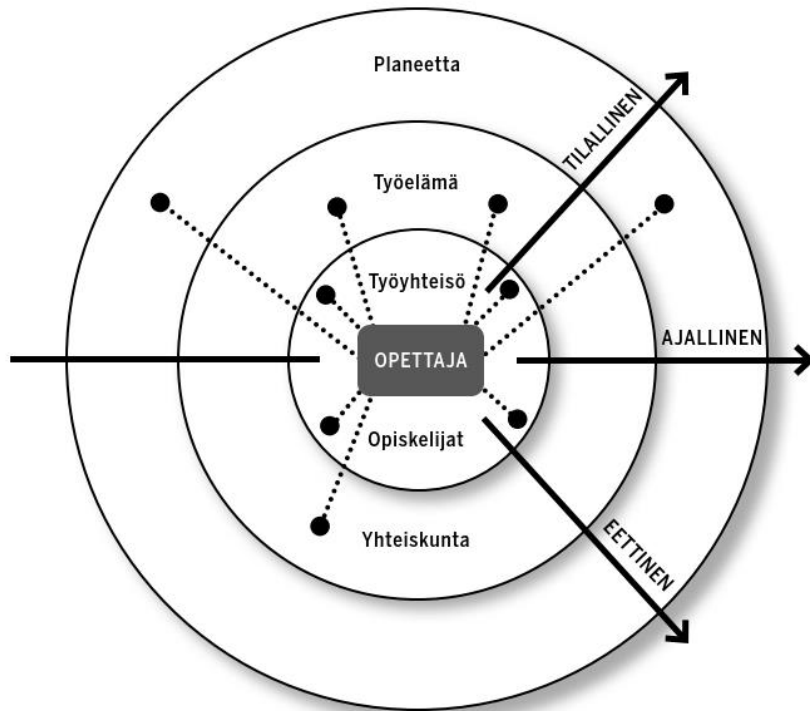 Planeetta
TILALLINEN
Työelämä
Työyhteisö
AJALLINEN
OPETTAJA
Opiskelijat
Yhteiskunta
EETTINEN